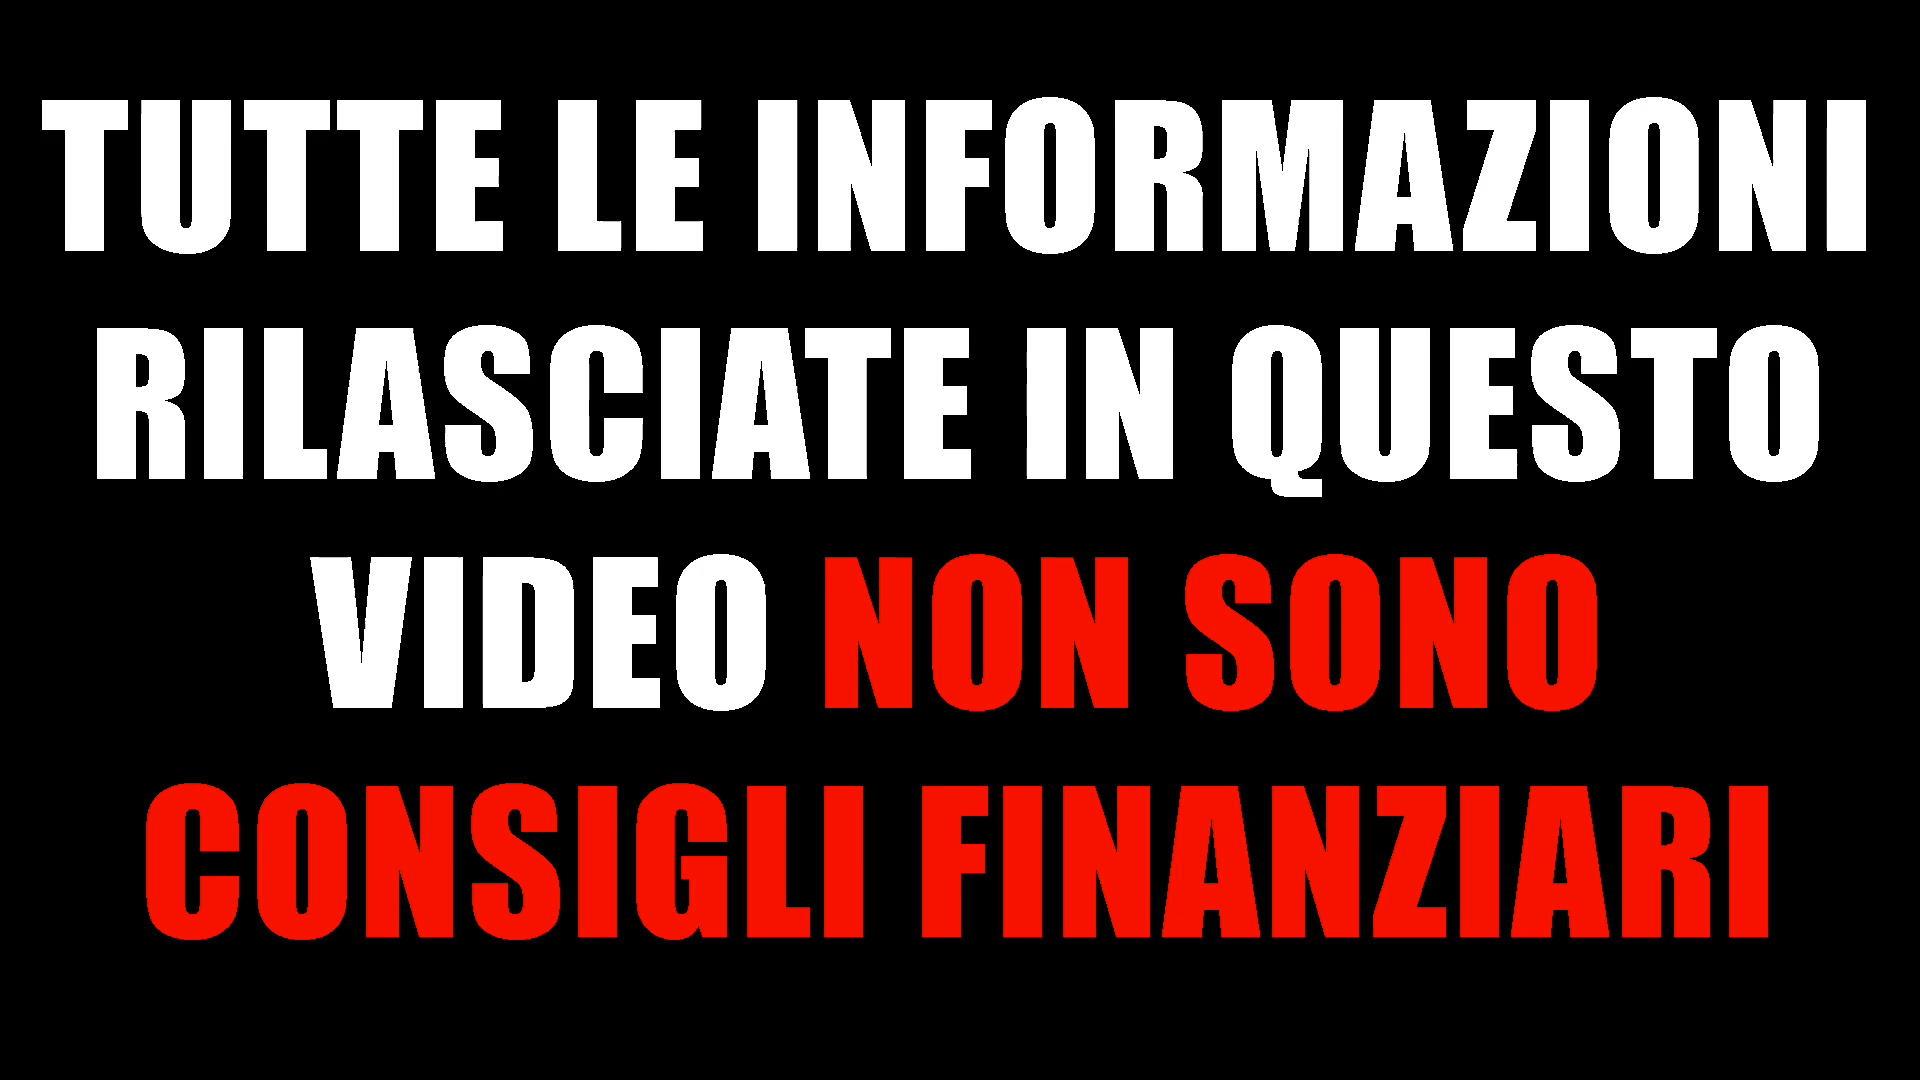 TUTTE LE INFORMAZIONI
RILASCIATE IN QUESTO
VIDEO NON SONO
CONSIGLI FINANZIARI